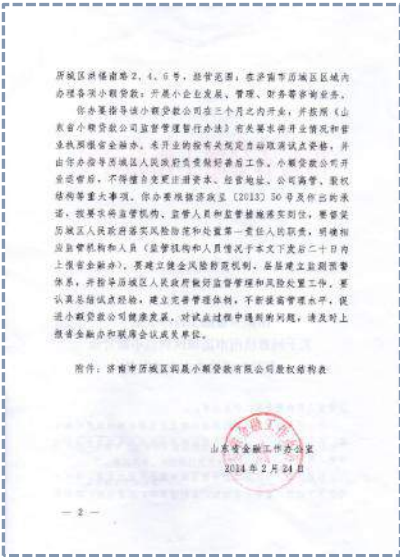 历城区洪楼南路2、4、6号，经营范围：在济南市历城区区域内
办理各项小额贷款；开展小企业发展、管理、财务等咨询业务。
你办要指导该小额贷款公司在三个月之内开业，并按照《山
东省小额贷款公司监督管理暂行办法》有关要求将开业情况和营
业执照报省金融办。未开业的按有关规定自动取消试点资格，并
由你办指导历城区人民政府负责做好善后工作。小额贷款公司开
业运营后，不得擅自变更注册资本、经营地址、公司高管、股权
结构等重大事项。你办要根据济政呈〔2013〕50号及作出的承
诺，按要求将监管机构、监管人员和监管措施落实到位，要督促
历城区人民政府落实风险防范和处置第一责任人的职责，明确相
应监管机构和人员（监管机构和人员情况于本文下发后二十日内
上报省金融办）。要建立健全风险防范机制，层层建立监测预警
体系，并指导历城区人民政府做好监督管理和风险处置工作。要
认真总结试点经验，建立完善管理体制，不断提高管理水平，促
进小额贷款公司健康发展。对试点过程中遇到的问题，请及时上
报省金融办和联席会议成员单位。
附件：济南市历城区润晟小额贷款有限公司股权结构表
山东省金融工作办公室
2014年2月24日
— 2 —